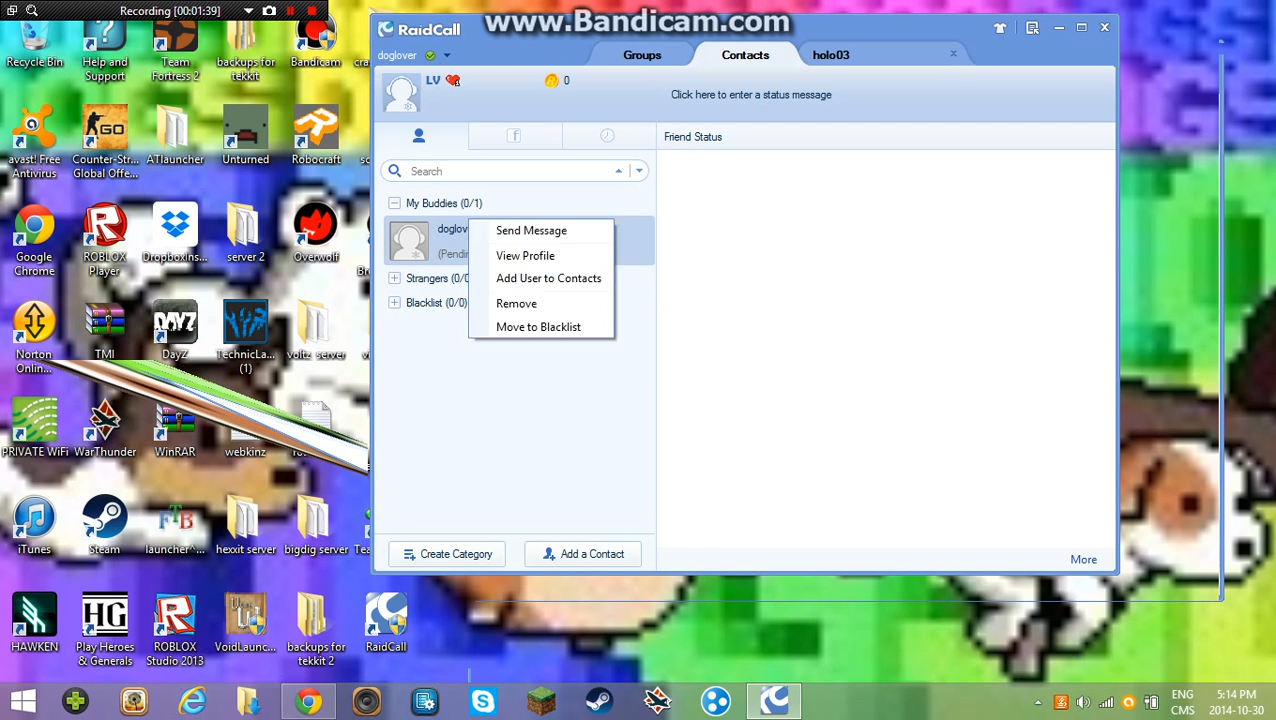 Recording [00:01:39]
www.Bandicam.com
RaidCall
doglover
Groups
Contacts
holo03
LV
0
Click here to enter a status message
Friend Status
Search
My Buddies (0/1)
doglov
(Pendin
Strangers (0/0
Blacklist (0/0)
Send Message
View Profile
Add User to Contacts
Remove
Move to Blacklist
Create Category
Add a Contact
More
Recycle Bin
Help and Support
Team Fortress 2
backups for tekkit
Bandicam
avast! Free Antivirus
Counter-Str... Global Offe...
ATlauncher
Unturned
Robocraft
Google Chrome
ROBLOX Player
Dropboxins...
server 2
Overwolf
Norton Online...
TMI
DayZ
TechnicLa... (1)
voltz server
PRIVATE WiFi
WarThunder
WinRAR
webkinz
iTunes
Steam
launcher^...
hexxit server
bigdig server
HAWKEN
Play Heroes & Generals
ROBLOX Studio 2013
VoidLaunc...
backups for tekkit 2
RaidCall
ENG
CMS
5:14 PM
2014-10-30